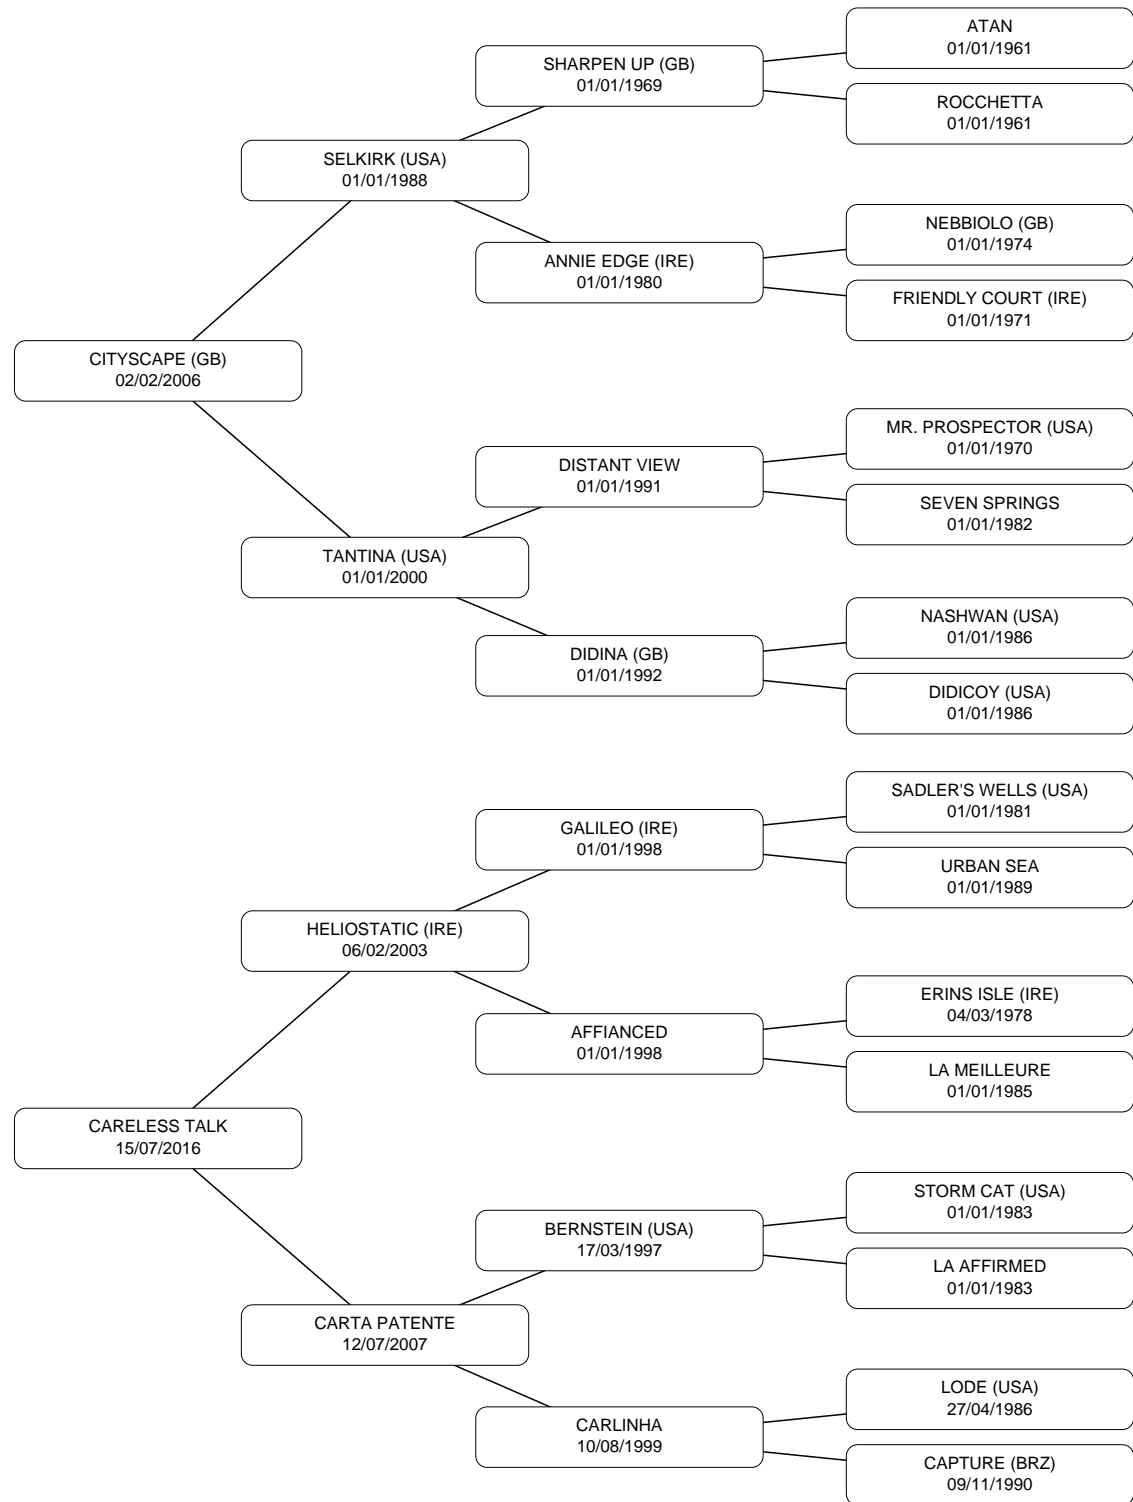 ATAN
01/01/1961
SHARPEN UP (GB)
01/01/1969
ROCCHETTA
01/01/1961
SELKIRK (USA)
01/01/1988
NEBBIOLO (GB)
01/01/1974
ANNIE EDGE (IRE)
01/01/1980
FRIENDLY COURT (IRE)
01/01/1971
CITYSCAPE (GB)
02/02/2006
MR. PROSPECTOR (USA)
01/01/1970
DISTANT VIEW
01/01/1991
SEVEN SPRINGS
01/01/1982
TANTINA (USA)
01/01/2000
NASHWAN (USA)
01/01/1986
DIDINA (GB)
01/01/1992
DIDICOY (USA)
01/01/1986
SADLER'S WELLS (USA)
01/01/1981
GALILEO (IRE)
01/01/1998
URBAN SEA
01/01/1989
HELIOSTATIC (IRE)
06/02/2003
ERINS ISLE (IRE)
04/03/1978
AFFIANCED
01/01/1998
LA MEILLEURE
01/01/1985
CARELESS TALK
15/07/2016
STORM CAT (USA)
01/01/1983
BERNSTEIN (USA)
17/03/1997
LA AFFIRMED
01/01/1983
CARTA PATENTE
12/07/2007
LODE (USA)
27/04/1986
CARLINHA
10/08/1999
CAPTURE (BRZ)
09/11/1990